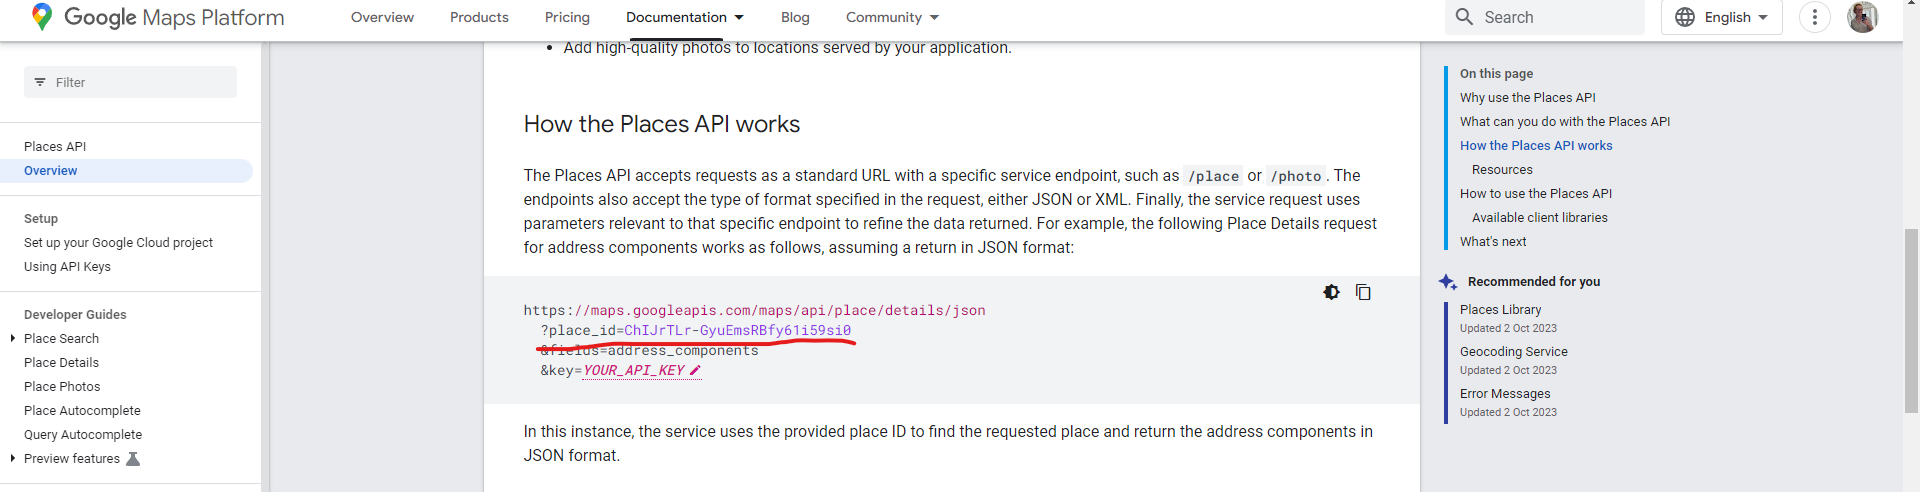 Google Maps Platform
Overview
Products
Pricing
Documentation
Blog
Community
Search
English
Filter
Places API
Overview
Setup
Set up your Google Cloud project
Using API Keys
Developer Guides
Place Search
Place Details
Place Photos
Place Autocomplete
Query Autocomplete
Preview features
Add high-quality photos to locations served by your application.
How the Places API works
The Places API accepts requests as a standard URL with a specific service endpoint, such as /place or /photo. The
endpoints also accept the type of format specified in the request, either JSON or XML. Finally, the service request uses
parameters relevant to that specific endpoint to refine the data returned. For example, the following Place Details request
for address components works as follows, assuming a return in JSON format:
https://maps.googleapis.com/maps/api/place/details/json
?place_id=ChIJrTLr-GyuEmsRBfy61i59si0
&fields=address_components
&key=YOUR_API_KEY
In this instance, the service uses the provided place ID to find the requested place and return the address components in
JSON format.
On this page
Why use the Places API
What can you do with the Places API
How the Places API works
Resources
How to use the Places API
Available client libraries
What's next
Recommended for you
Places Library
Updated 2 Oct 2023
Geocoding Service
Updated 2 Oct 2023
Error Messages
Updated 2 Oct 2023